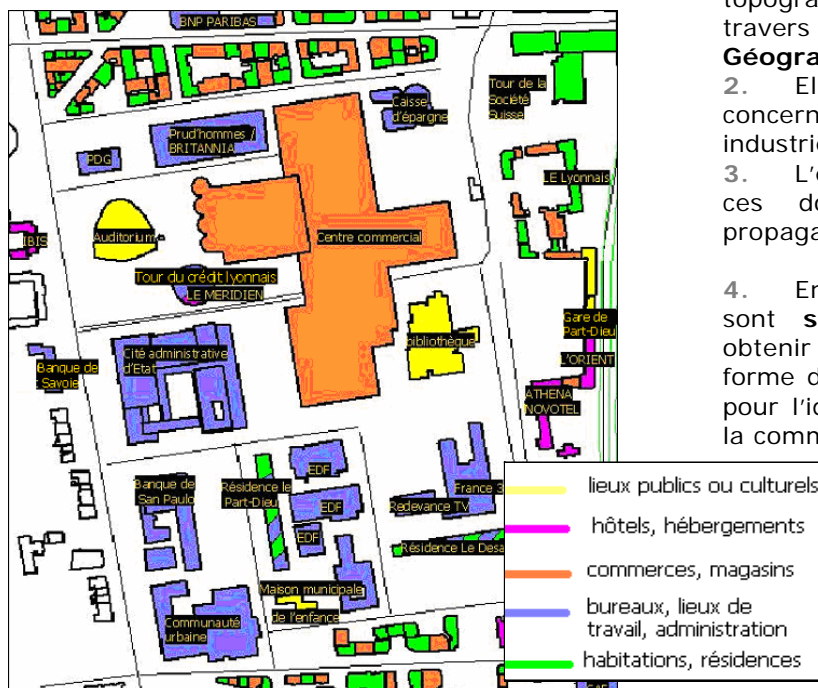 BNP PARIBAS
Caisse
d'épargne
Tour de la
Société
Suisse
Prud'hommes /
BRITANNIA
PDG
LE Lyonnais
IBIS
Auditorium
Centre commercial
Tour du crédit lyonnais
LE MERIDIEN
Gare de
Part-Dieu
bibliothèque
L'ORIENT
Cité administrative
d'Etat
Banque de
Savoie
ATHENA
NOVOTEL
Banque de
San Paulo
Résidence le
Part-Dieu
EDF
EDF
EDF
France 3
Redevance TV
Résidence Le Desa
Maison municipale
de l'enfance
Communauté
urbaine
lieux publics ou culturels
hôtels, hébergements
commerces, magasins
bureaux, lieux de
travail, administration
habitations, résidences
topogra
travers
Géogra
2. El
concern
industrie
3. L'
ces do
propaga
4. En
sont s
obtenir
forme d
pour l'i
la comm